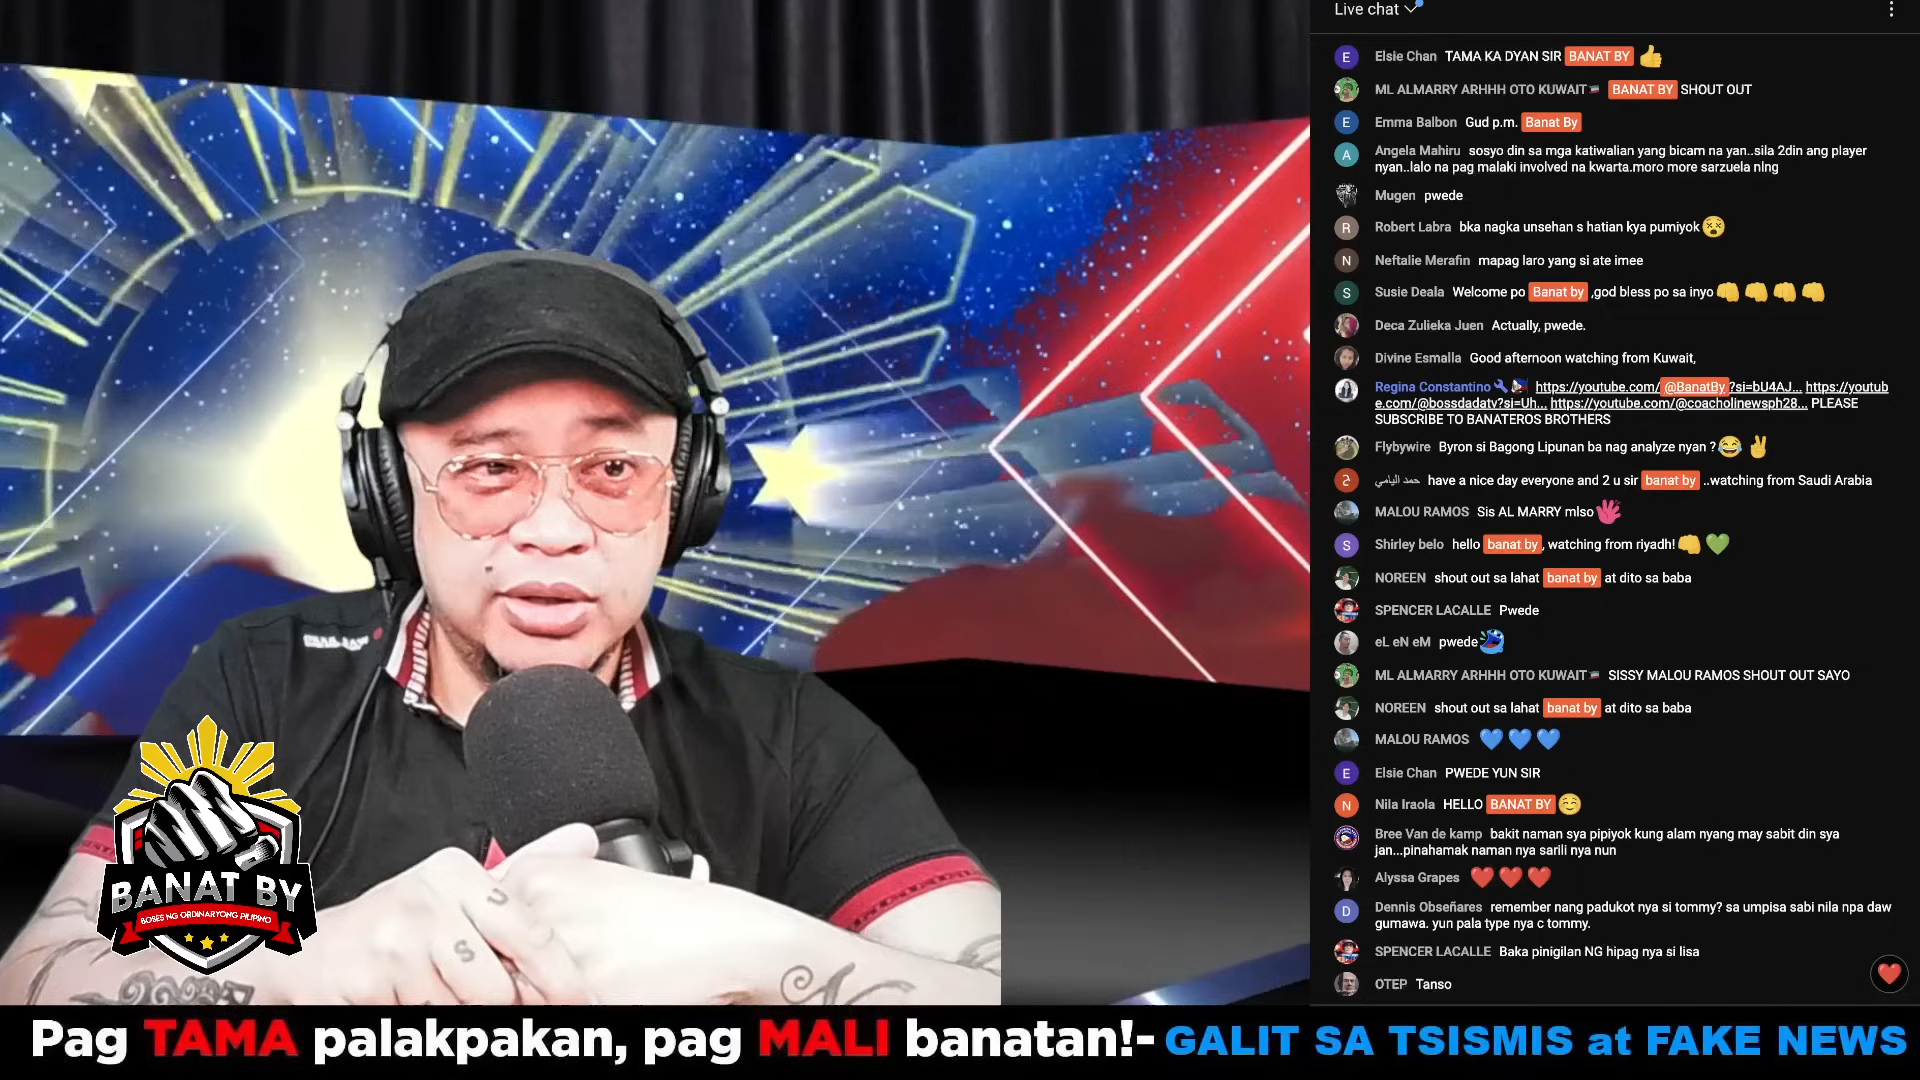 Live chat
Elsie Chan TAMA KA DYAN SIR BANAT BY 👍
ML ALMARRY ARHHH OTO KUWAIT🇰🇼 BANAT BY SHOUT OUT
Emma Balbon Gud p.m. Banat By
Angela Mahiru sosyo din sa mga katiwalian yang bicam na yan..sila 2din ang player
nyan..lalo na pag malaki involved na kwarta.moro more sarzuela nlng
Mugen pwede
Robert Labra bka nagka unsehan s hatian kya pumiyok😵
Neftalie Merafin mapag laro yang si ate imee
Susie Deala Welcome po Banat by ,god bless po sa inyo👊👊👊👊
Deca Zulieka Juen Actually, pwede.
Divine Esmalla Good afternoon watching from Kuwait,
Regina Constantino https://youtube.com/@BanatBy?si=bU4AJ... https://youtub
e.com/@bossdadatv?si=Uh... https://youtube.com/@coacholinewsph28... PLEASE
SUBSCRIBE TO BANATEROS BROTHERS
Flybywire Byron si Bagong Lipunan ba nag analyze nyan ?😂✌
حمد اليامي have a nice day everyone and 2 u sir banat by ..watching from Saudi Arabia
MALOU RAMOS Sis AL MARRY mlso
Shirley belo hello banat by, watching from riyadh!👊💚
NOREEN shout out sa lahat banat by at dito sa baba
SPENCER LACALLE Pwede
eL eN eM pwede
ML ALMARRY ARHHH OTO KUWAIT🇰🇼 SISSY MALOU RAMOS SHOUT OUT SAYO
NOREEN shout out sa lahat banat by at dito sa baba
MALOU RAMOS 💙💙💙
Elsie Chan PWEDE YUN SIR
Nila Iraola HELLO BANAT BY ☺
Bree Van de kamp bakit naman sya pipiyok kung alam nyang may sabit din sya
jan...pinahamak naman nya sarili nya nun
Alyssa Grapes ❤❤❤
Dennis Obseñares remember nang padukot nya si tommy? sa umpisa sabi nila npa daw
gumawa. yun pala type nya c tommy.
SPENCER LACALLE Baka pinigilan NG hipag nya si lisa
OTEP Tanso
BANAT BY
BOSES NG ORDINARYONG PILIPINO
Pag TAMA palakpakan, pag MALI banatan!- GALIT SA TSISMIS at FAKE NEWS